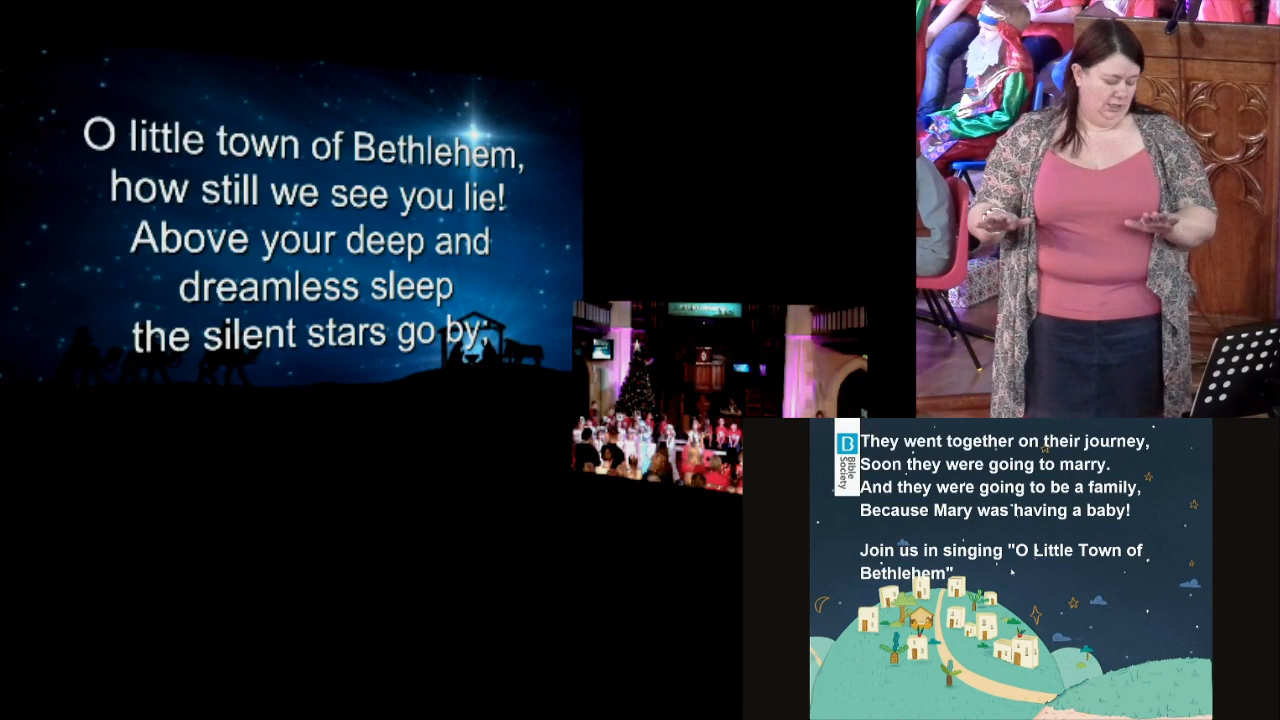 O little town of Bethlehem,
how still we see you lie!
Above your deep and
dreamless sleep
the silent stars go by;
Bible
Society
They went together on their journey,
Soon they were going to marry.
And they were going to be a family,
Because Mary was having a baby!
Join us in singing "O Little Town of
Bethlehem"